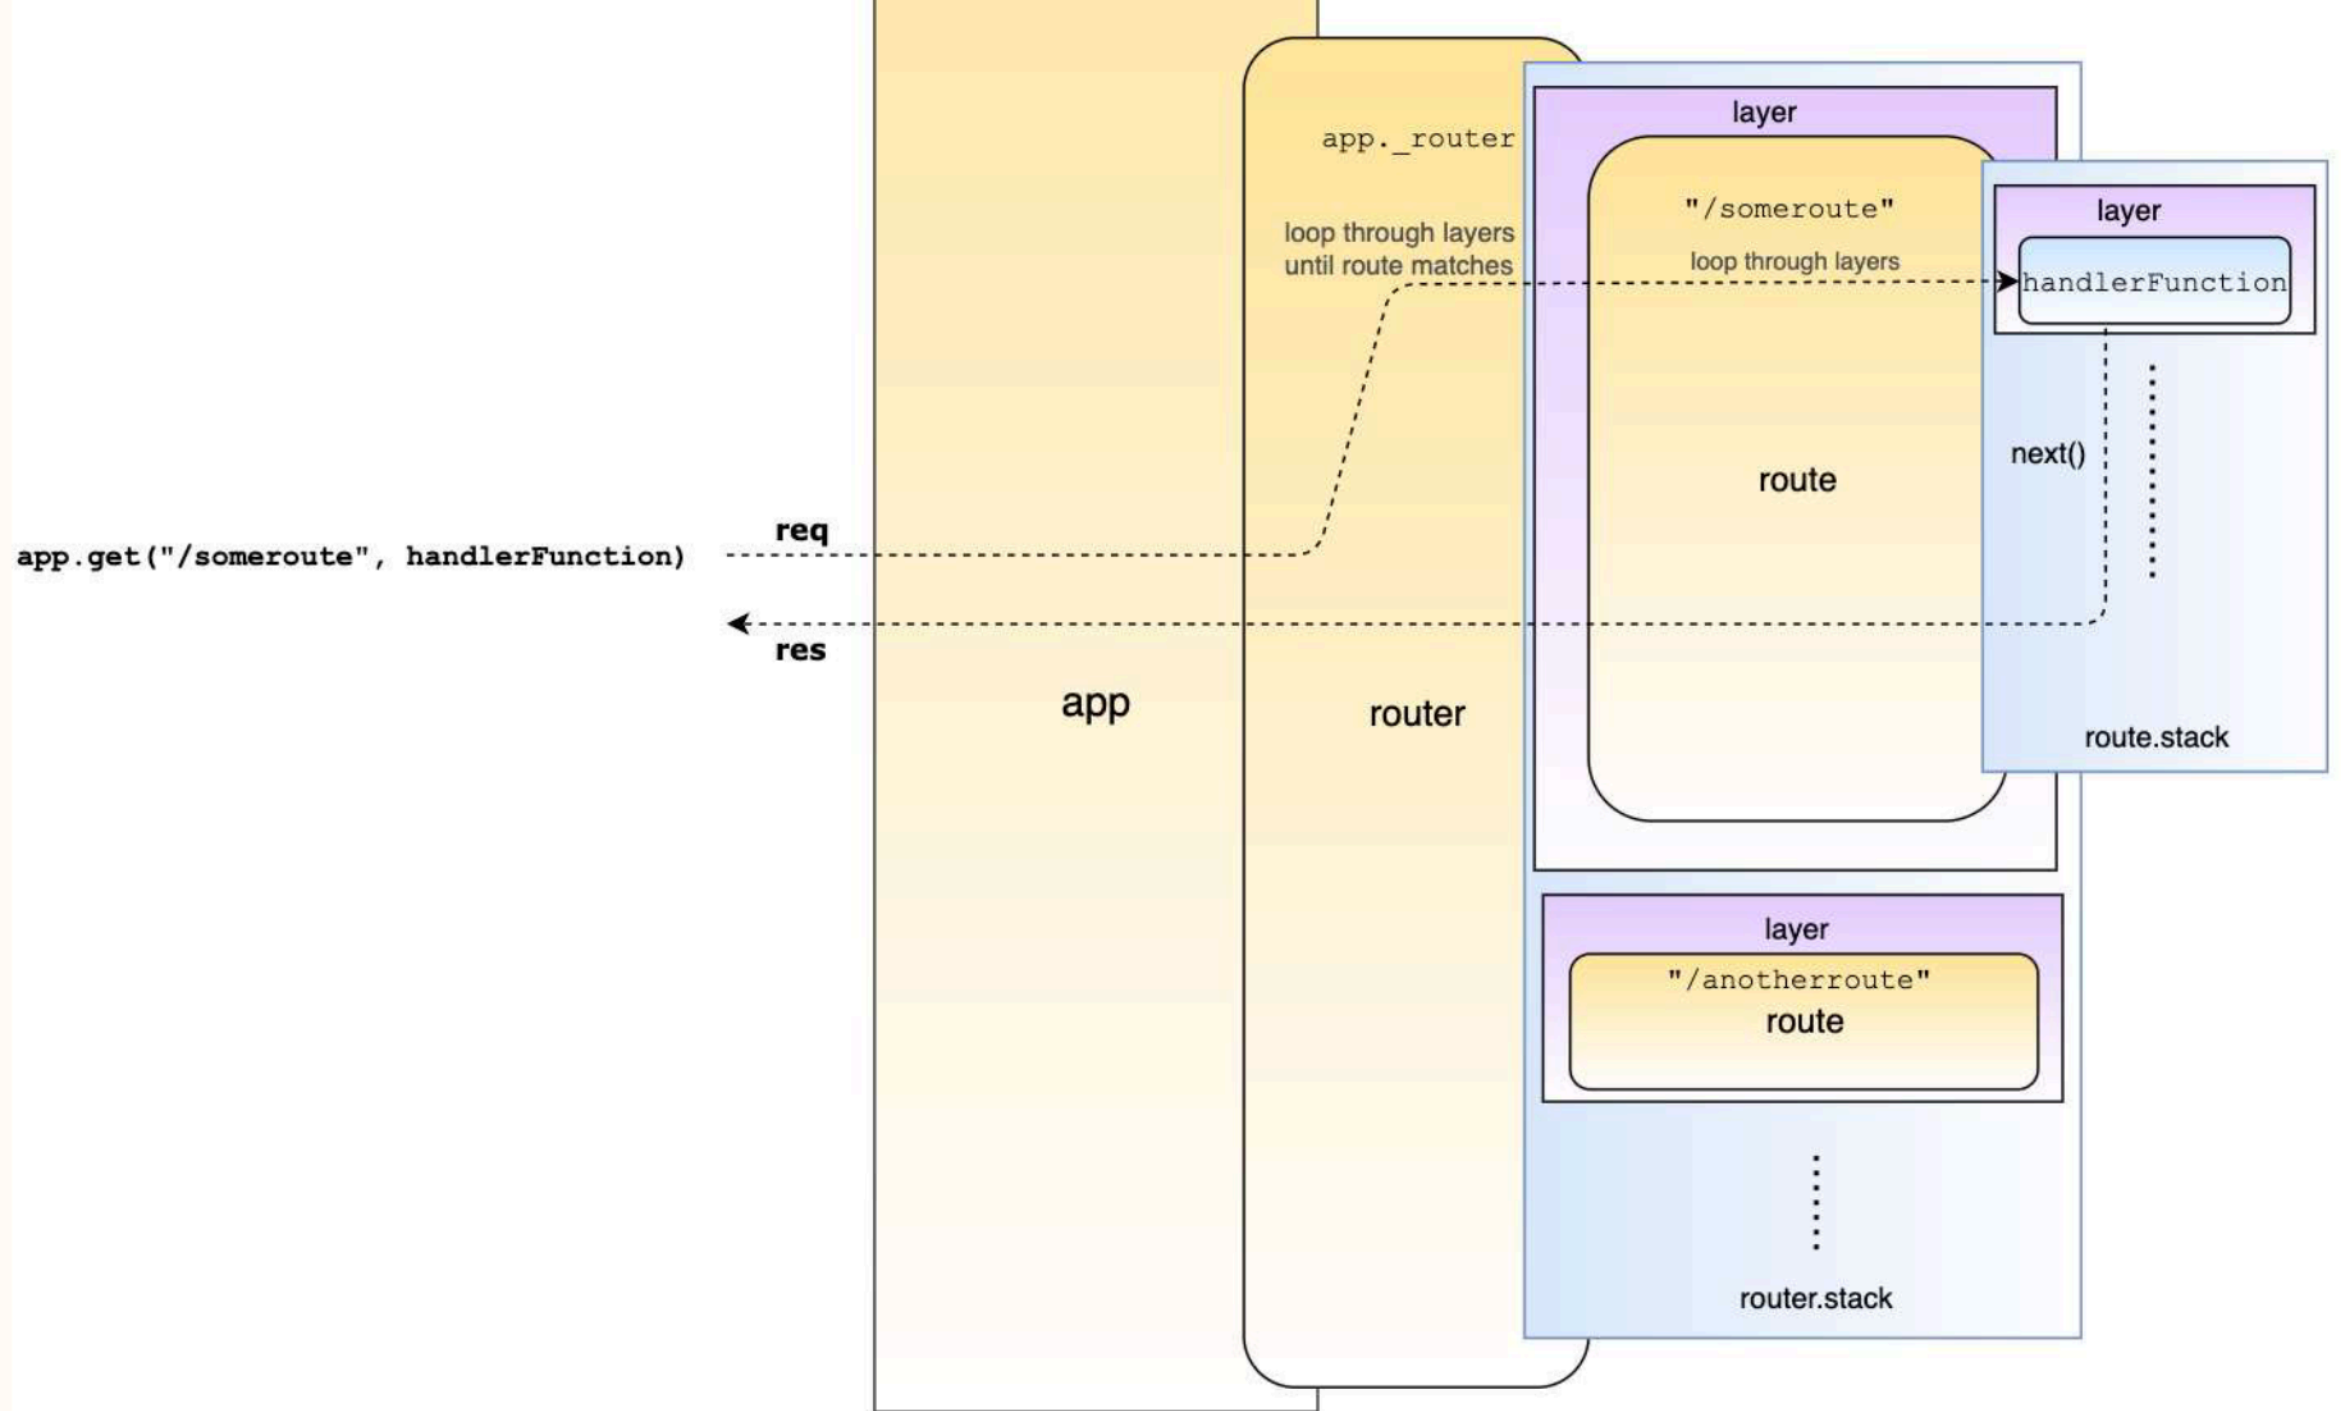 layer
app._router
"/someroute"
layer
loop through layers
until route matches
loop through layers
handlerFunction
next()
route
req
app.get("/someroute", handlerFunction)
res
app
router
route.stack
layer
"/anotherroute"
route
router.stack